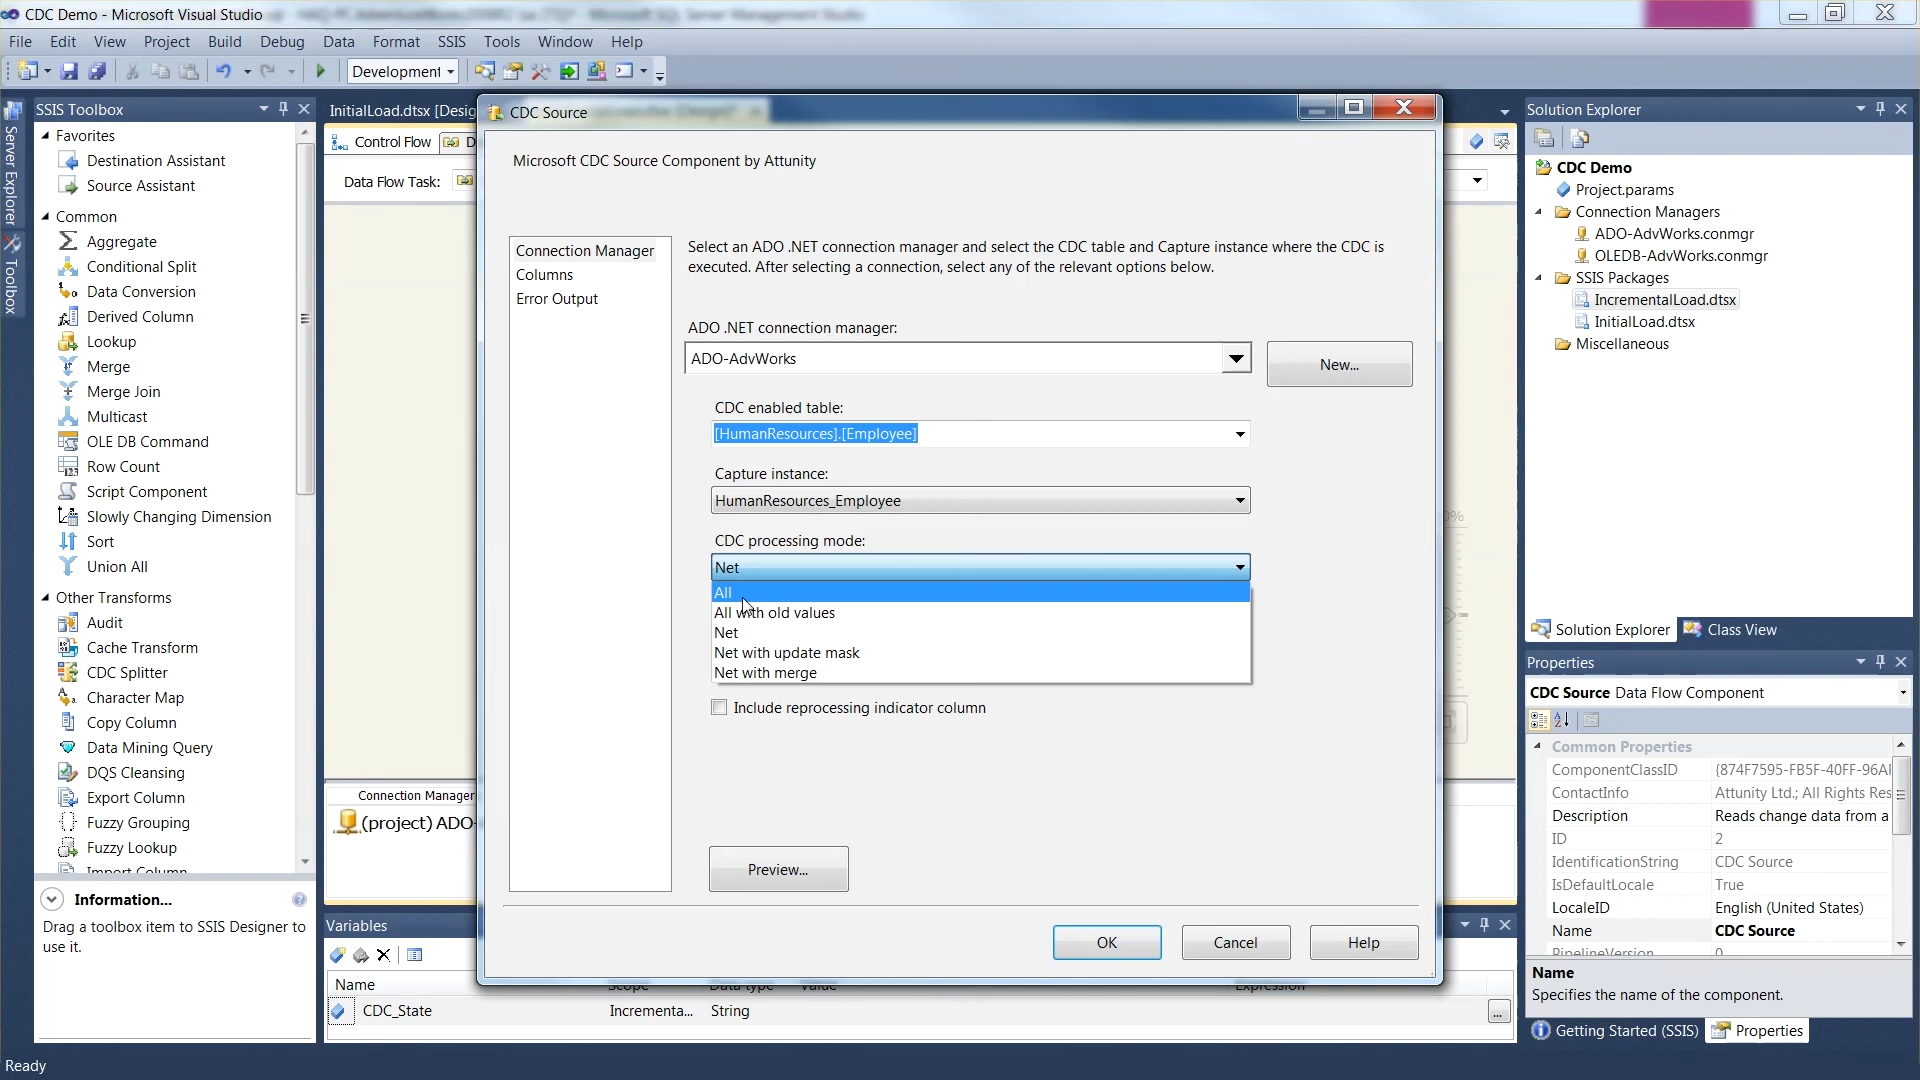 CDC Demo - Microsoft Visual Studio
File Edit View Project Build Debug Data Format SSIS Tools Window Help
Development
Server Explorer
Toolbox
SSIS Toolbox
Favorites
Destination Assistant
Source Assistant
Common
Aggregate
Conditional Split
Data Conversion
Derived Column
Lookup
Merge
Merge Join
Multicast
OLE DB Command
Row Count
Script Component
Slowly Changing Dimension
Sort
Union All
Other Transforms
Audit
Cache Transform
CDC Splitter
Character Map
Copy Column
Data Mining Query
DQS Cleansing
Export Column
Fuzzy Grouping
Fuzzy Lookup
Import Column
Information...
Drag a toolbox item to SSIS Designer to
use it.
InitialLoad.dtsx [Desig
Control Flow
Data Flow Task:
Connection Manager
(project) ADO-
CDC Source
Microsoft CDC Source Component by Attunity
Connection Manager
Columns
Error Output
Select an ADO .NET connection manager and select the CDC table and Capture instance where the CDC is
executed. After selecting a connection, select any of the relevant options below.
ADO .NET connection manager:
ADO-AdvWorks
New...
CDC enabled table:
[HumanResources].[Employee]
Capture instance:
HumanResources_Employee
CDC processing mode:
Net
All
All with old values
Net
Net with update mask
Net with merge
Include reprocessing indicator column
Preview...
OK Cancel Help
Variables
Name Scope Data type Value Expression
CDC_State Incrementa... String ...
Solution Explorer
CDC Demo
Project.params
Connection Managers
ADO-AdvWorks.conmgr
OLEDB-AdvWorks.conmgr
SSIS Packages
IncrementalLoad.dtsx
InitialLoad.dtsx
Miscellaneous
Solution Explorer Class View
Properties
CDC Source Data Flow Component
Common Properties
ComponentClassID {874F7595-FB5F-40FF-96A
ContactInfo Attunity Ltd.; All Rights Res
Description Reads change data from a
ID 2
IdentificationString CDC Source
IsDefaultLocale True
LocaleID English (United States)
Name CDC Source
PipelineVersion 0
Name
Specifies the name of the component.
Getting Started (SSIS) Properties
Ready